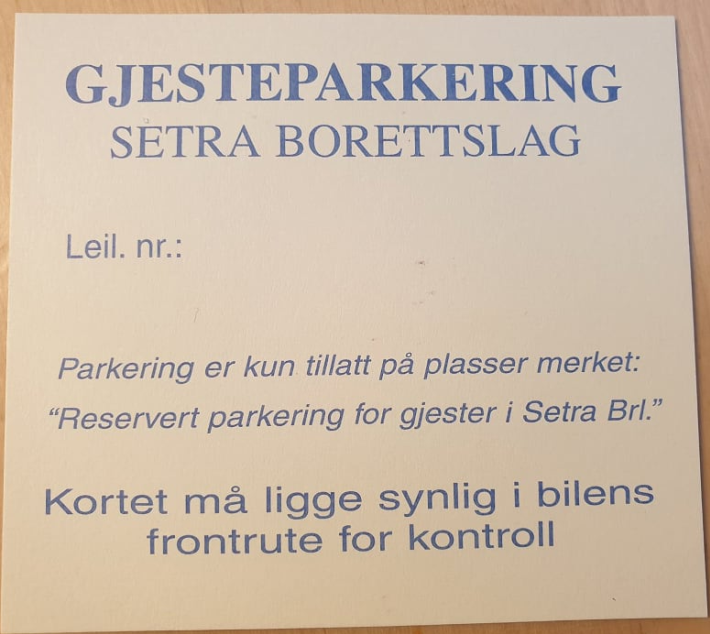 GJESTEPARKERING
SETRA BORETTSLAG
Leil. nr.:
Parkering er kun tillatt på plasser merket:
“Reservert parkering for gjester i Setra Brl.”
Kortet må ligge synlig i bilens
frontrute for kontroll